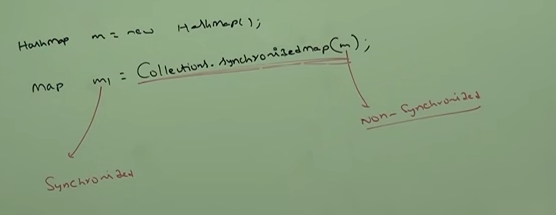 HashMap m = new HashMap();
Map m1 = Collections.synchronizedmap(m);
Non-Synchronized
Synchronized